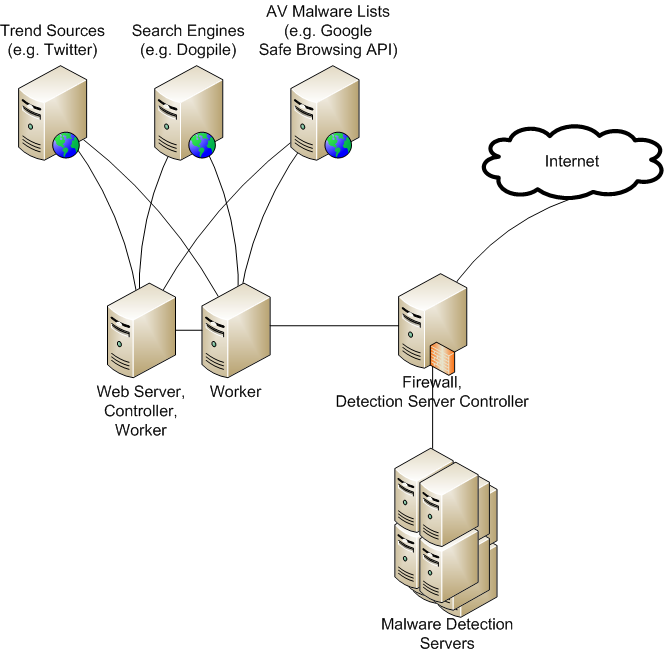 Trend Sources
(e.g. Twitter)
Search Engines
(e.g. Dogpile)
AV Malware Lists
(e.g. Google
Safe Browsing API)
Internet
Web Server,
Controller,
Worker
Worker
Firewall,
Detection Server Controller
Malware Detection
Servers